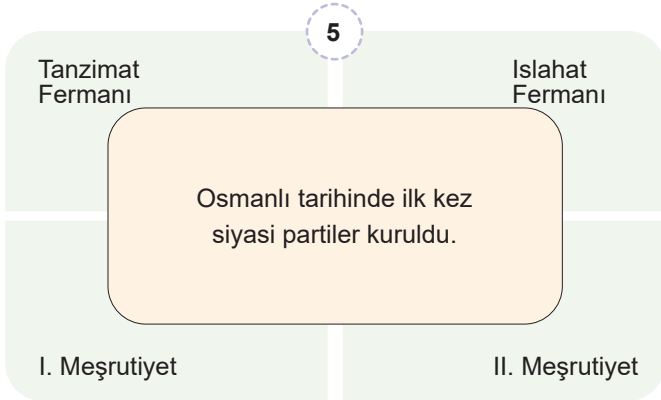 5
Tanzimat
Fermanı
Islahat
Fermanı
Osmanlı tarihinde ilk kez
siyasi partiler kuruldu.
I. Meşrutiyet
II. Meşrutiyet